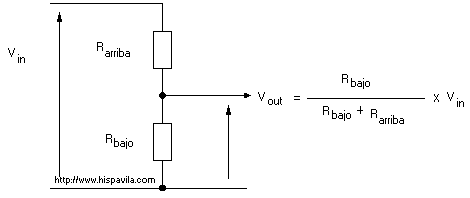 V in
R arriba
R bajo
V out = R bajo / R bajo + R arriba x V in
http://www.hispavila.com